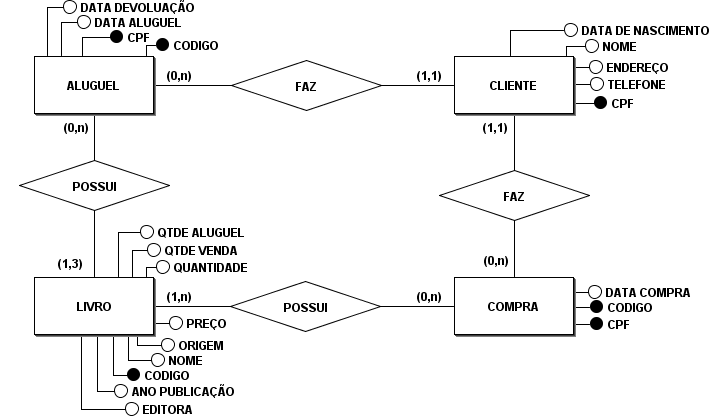 DATA DEVOLUAÇÃO
DATA ALUGUEL
CPF
CODIGO
ALUGUEL
(0,n)
FAZ
(1,1)
CLIENTE
DATA DE NASCIMENTO
NOME
ENDEREÇO
TELEFONE
CPF
(0,n)
(1,1)
POSSUI
FAZ
QTDE ALUGUEL
QTDE VENDA
QUANTIDADE
(1,3)
(0,n)
LIVRO
(1,n)
POSSUI
(0,n)
COMPRA
DATA COMPRA
CODIGO
CPF
PREÇO
ORIGEM
NOME
CODIGO
ANO PUBLICAÇÃO
EDITORA